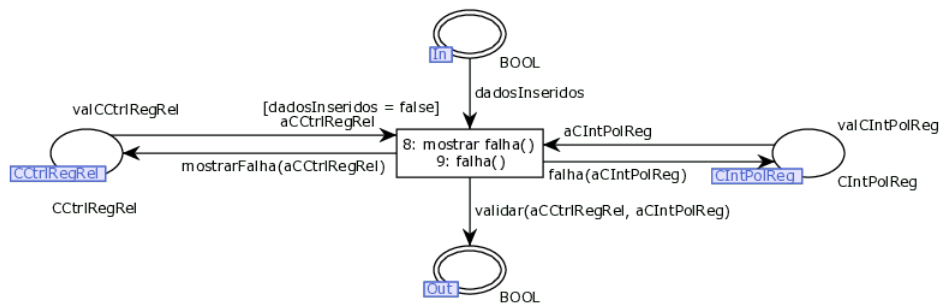 In
BOOL
dadosInseridos
valCCtrlRegRel
[dadosInseridos = false]
aCCtrlRegRel
CCtrlRegRel
mostrarFalha(aCCtrlRegRel)
CCtrlRegRel
8: mostrar falha()
9: falha()
aCIntPolReg
falha(aCIntPolReg)
valCIntPolReg
CIntPolReg
CIntPolReg
validar(aCCtrlRegRel, aCIntPolReg)
Out
BOOL